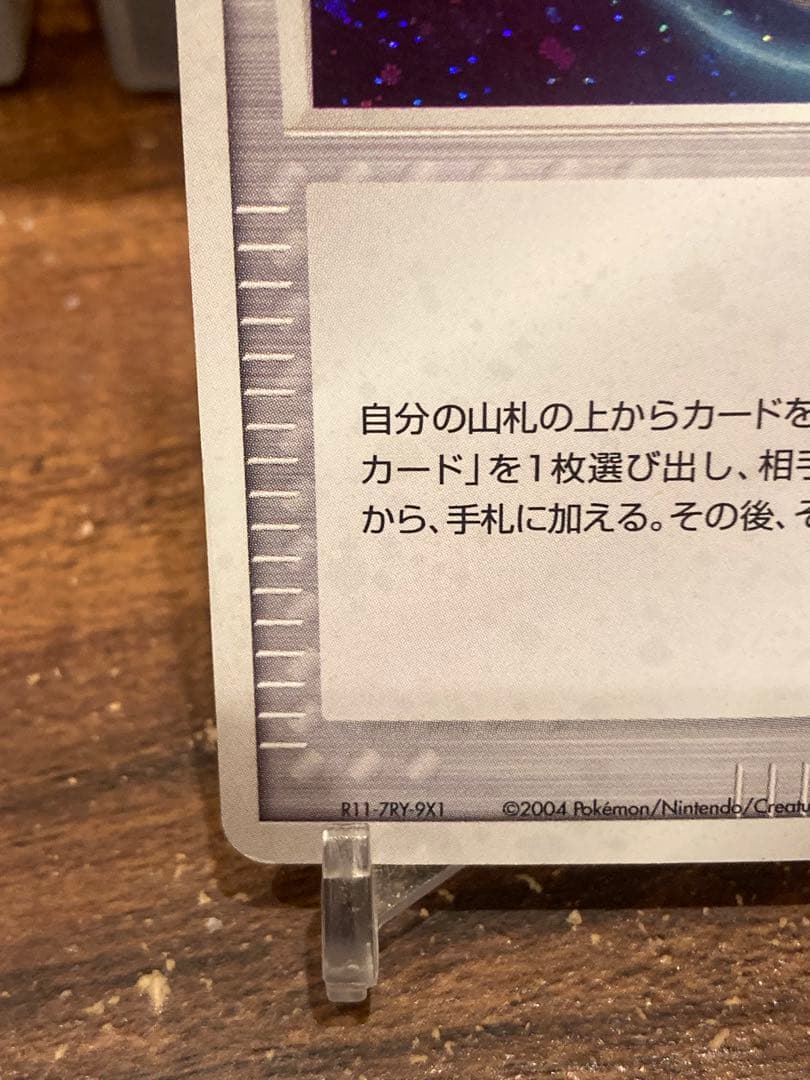 自分の山札の上からカードを
カード」を1枚選び出し、相手
から、手札に加える。その後、そ
R11-7RY-9X1 ©2004 Pokémon/Nintendo/Creatu